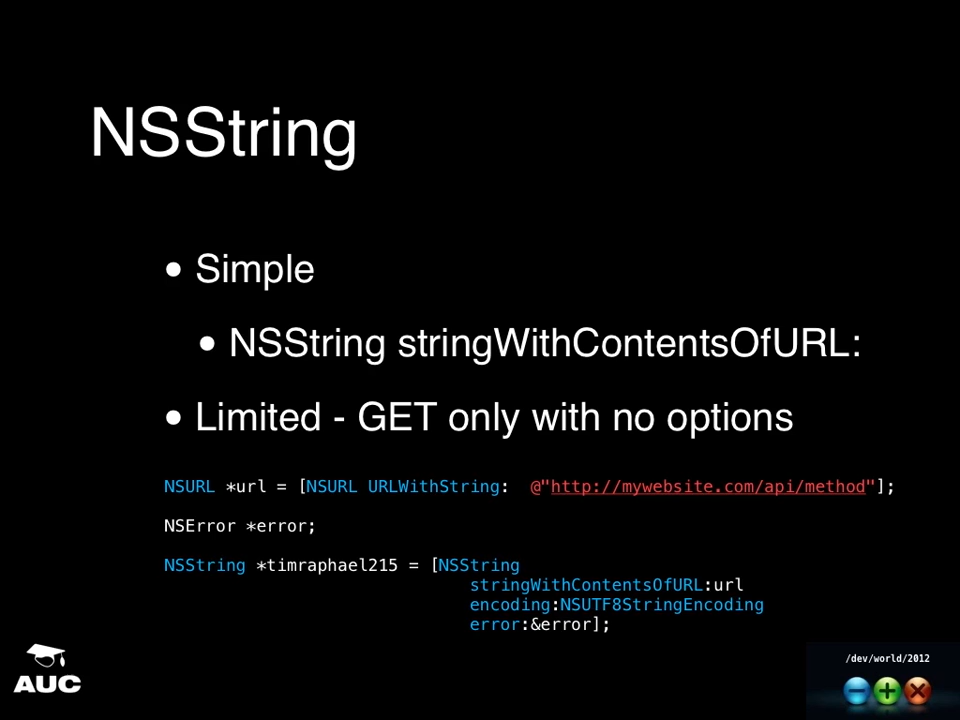 NSString
• Simple
• NSString stringWithContentsOfURL:
• Limited - GET only with no options
NSURL *url = [NSURL URLWithString:  @"http://mywebsite.com/api/method"];
NSError *error;
NSString *timraphael215 = [NSString
stringWithContentsOfURL:url
encoding:NSUTF8StringEncoding
error:&error];
AUC
/dev/world/2012